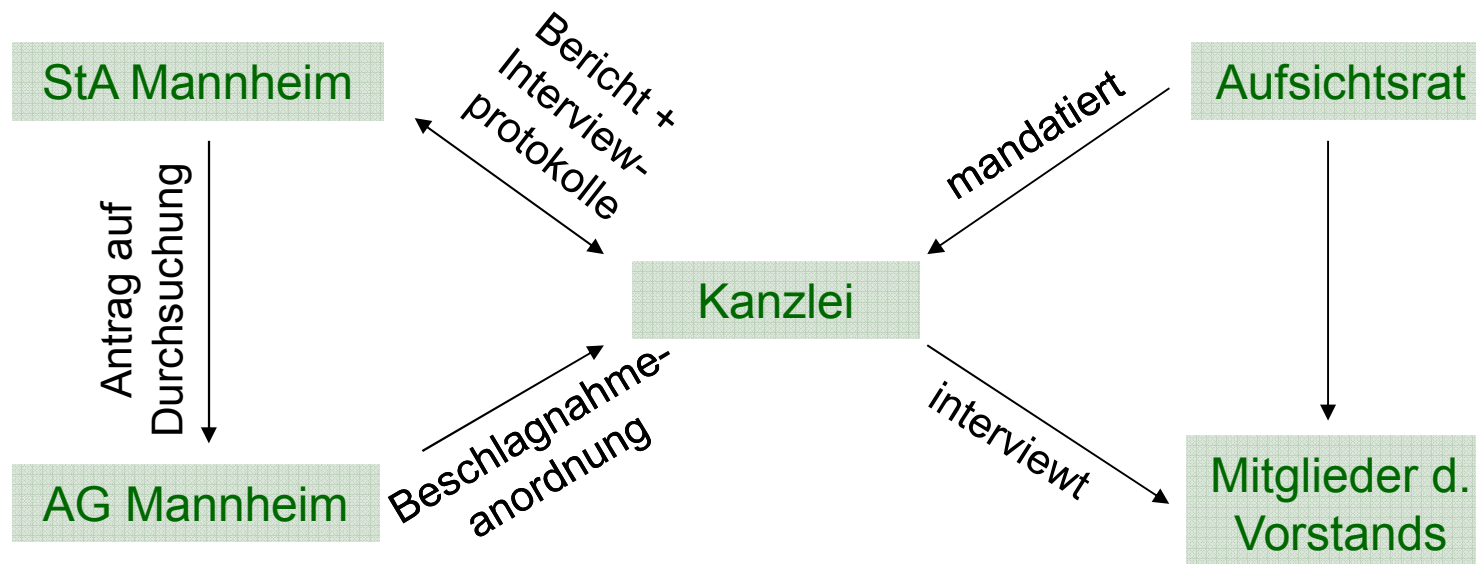 StA Mannheim
Bericht +
Interview-
protokolle
mandatiert
Aufsichtsrat
Antrag auf
Durchsuchung
Kanzlei
AG Mannheim
Beschlagnahme-
anordnung
interviewt
Mitglieder d.
Vorstands